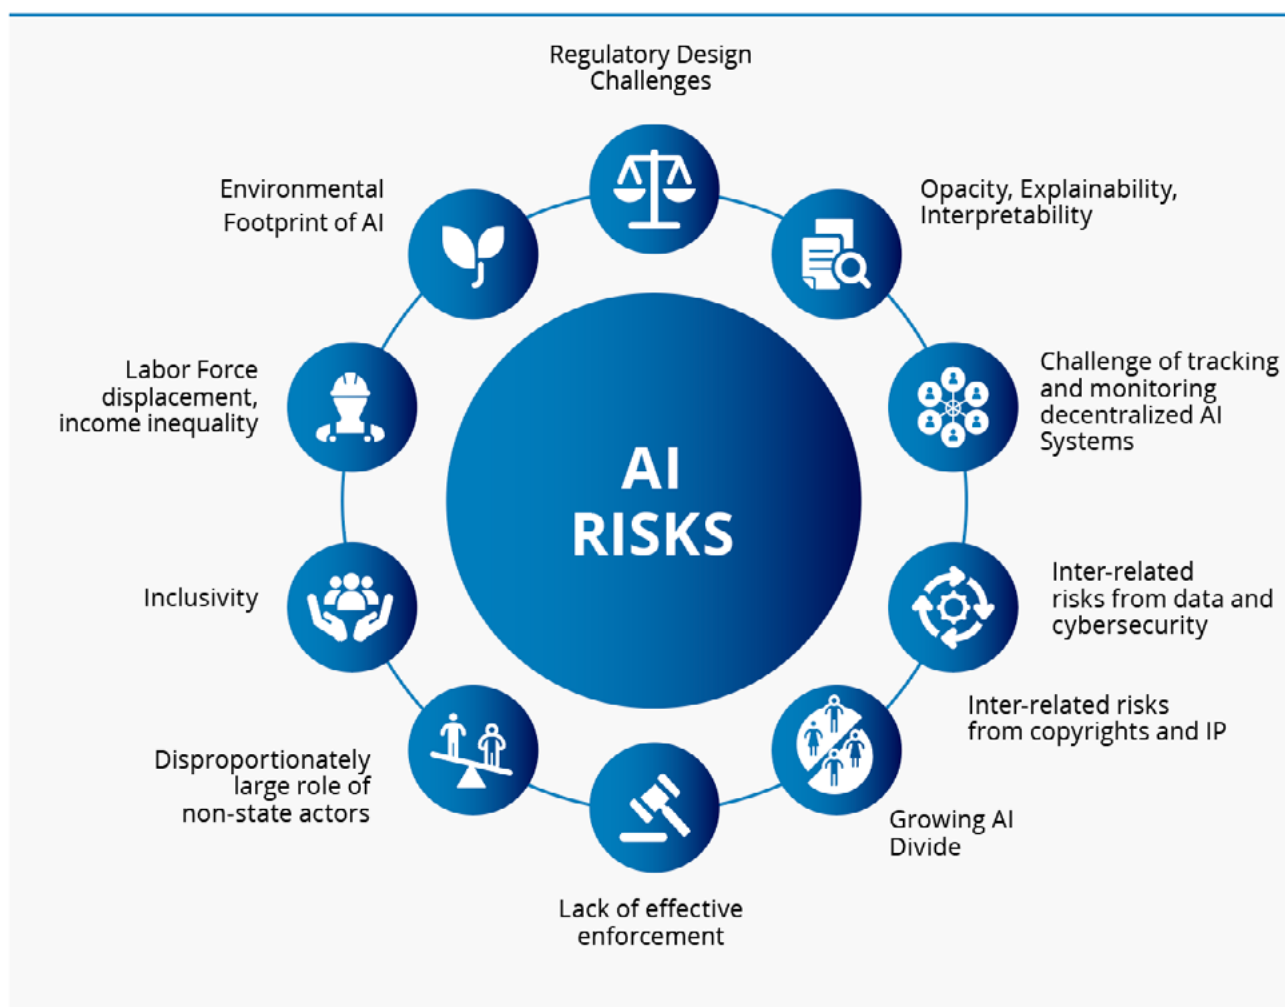 Regulatory Design
Challenges
Opacity, Explainability,
Interpretability
Challenge of tracking
and monitoring
decentralized AI
Systems
Inter-related
risks from data and
cybersecurity
Inter-related risks
from copyrights and IP
Growing AI
Divide
Lack of effective
enforcement
Disproportionately
large role of
non-state actors
Inclusivity
Labor Force
displacement,
income inequality
Environmental
Footprint of AI
AI
RISKS